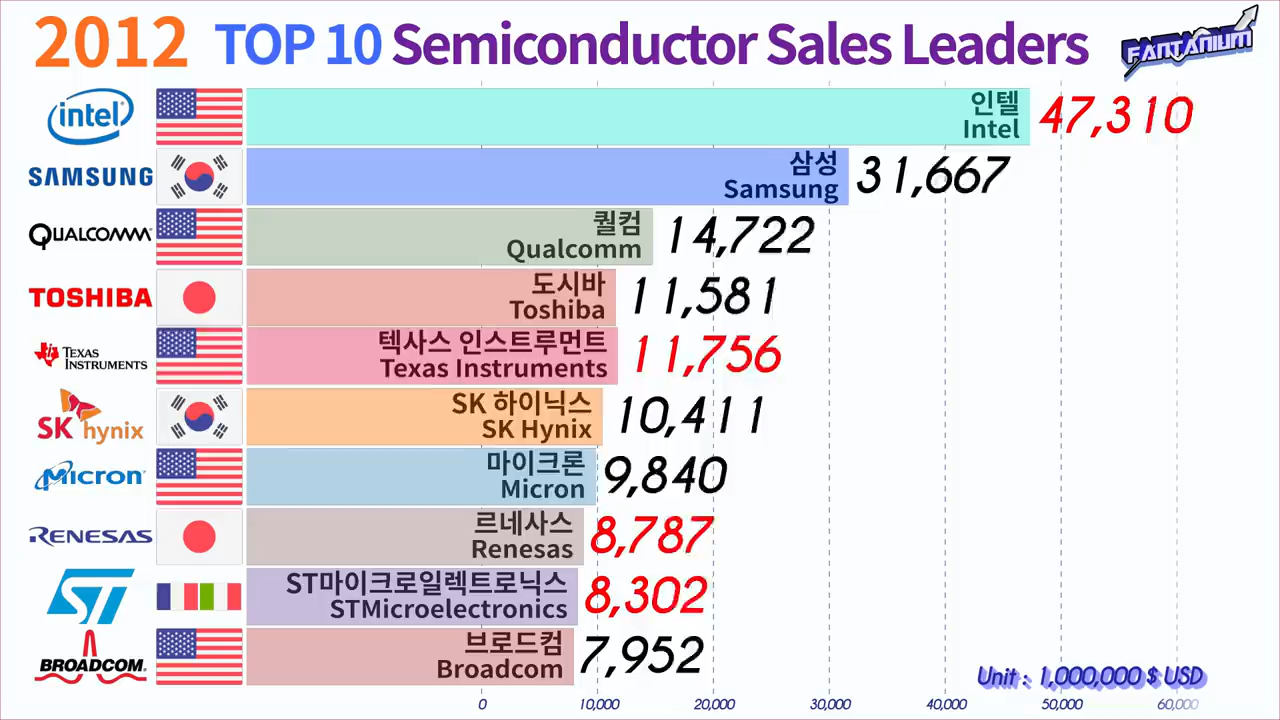 2012 TOP 10 Semiconductor Sales Leaders
FANTANIUM
intel
인텔
Intel
47,310
SAMSUNG
삼성
Samsung
31,667
QUALCOMM
퀄컴
Qualcomm
14,722
TOSHIBA
도시바
Toshiba
11,581
TEXAS
INSTRUMENTS
텍사스 인스트루먼트
Texas Instruments
11,756
SK hynix
SK 하이닉스
SK Hynix
10,411
Micron
마이크론
Micron
9,840
RENESAS
르네사스
Renesas
8,787
ST
ST마이크로일렉트로닉스
STMicroelectronics
8,302
BROADCOM.
브로드컴
Broadcom
7,952
Unit : 1,000,000 $ USD
0 10,000 20,000 30,000 40,000 50,000 60,000